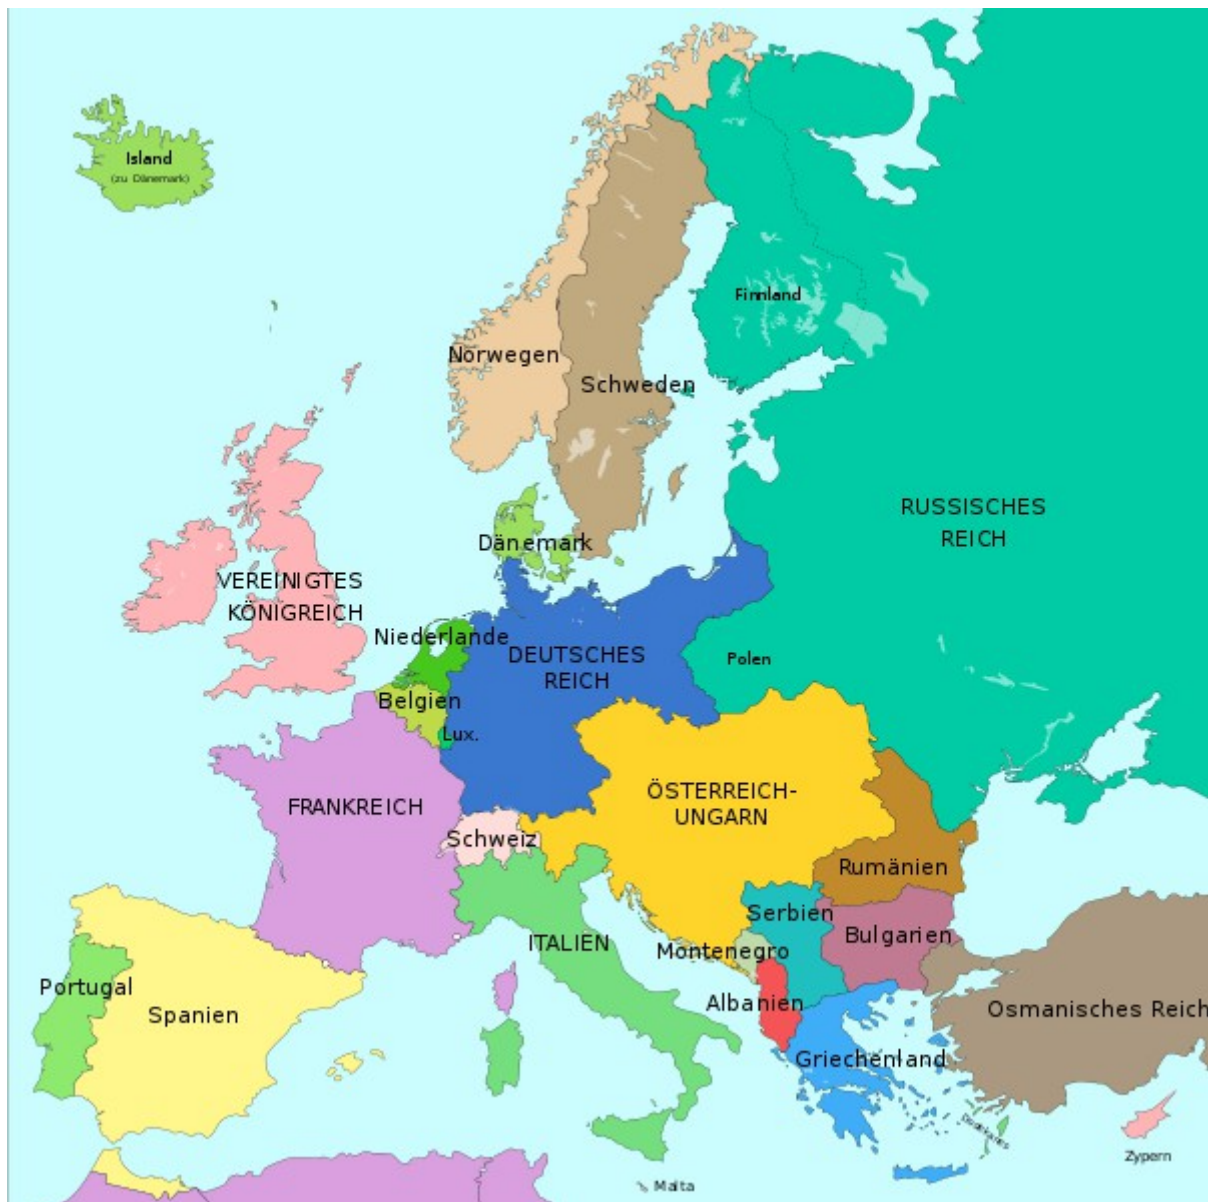 Island
(zu Dänemark)
Finnland
Norwegen
Schweden
RUSSISCHES
REICH
Dänemark
VEREINIGTES
KÖNIGREICH
Niederlande
DEUTSCHES
REICH
Polen
Belgien
Lux.
FRANKREICH
ÖSTERREICH-
UNGARN
Schweiz
Rumänien
Serbien
Bulgarien
ITALIEN
Montenegro
Portugal
Albanien
Spanien
Osmanisches Reich
Griechenland
Dodekanes
Zypern
Malta